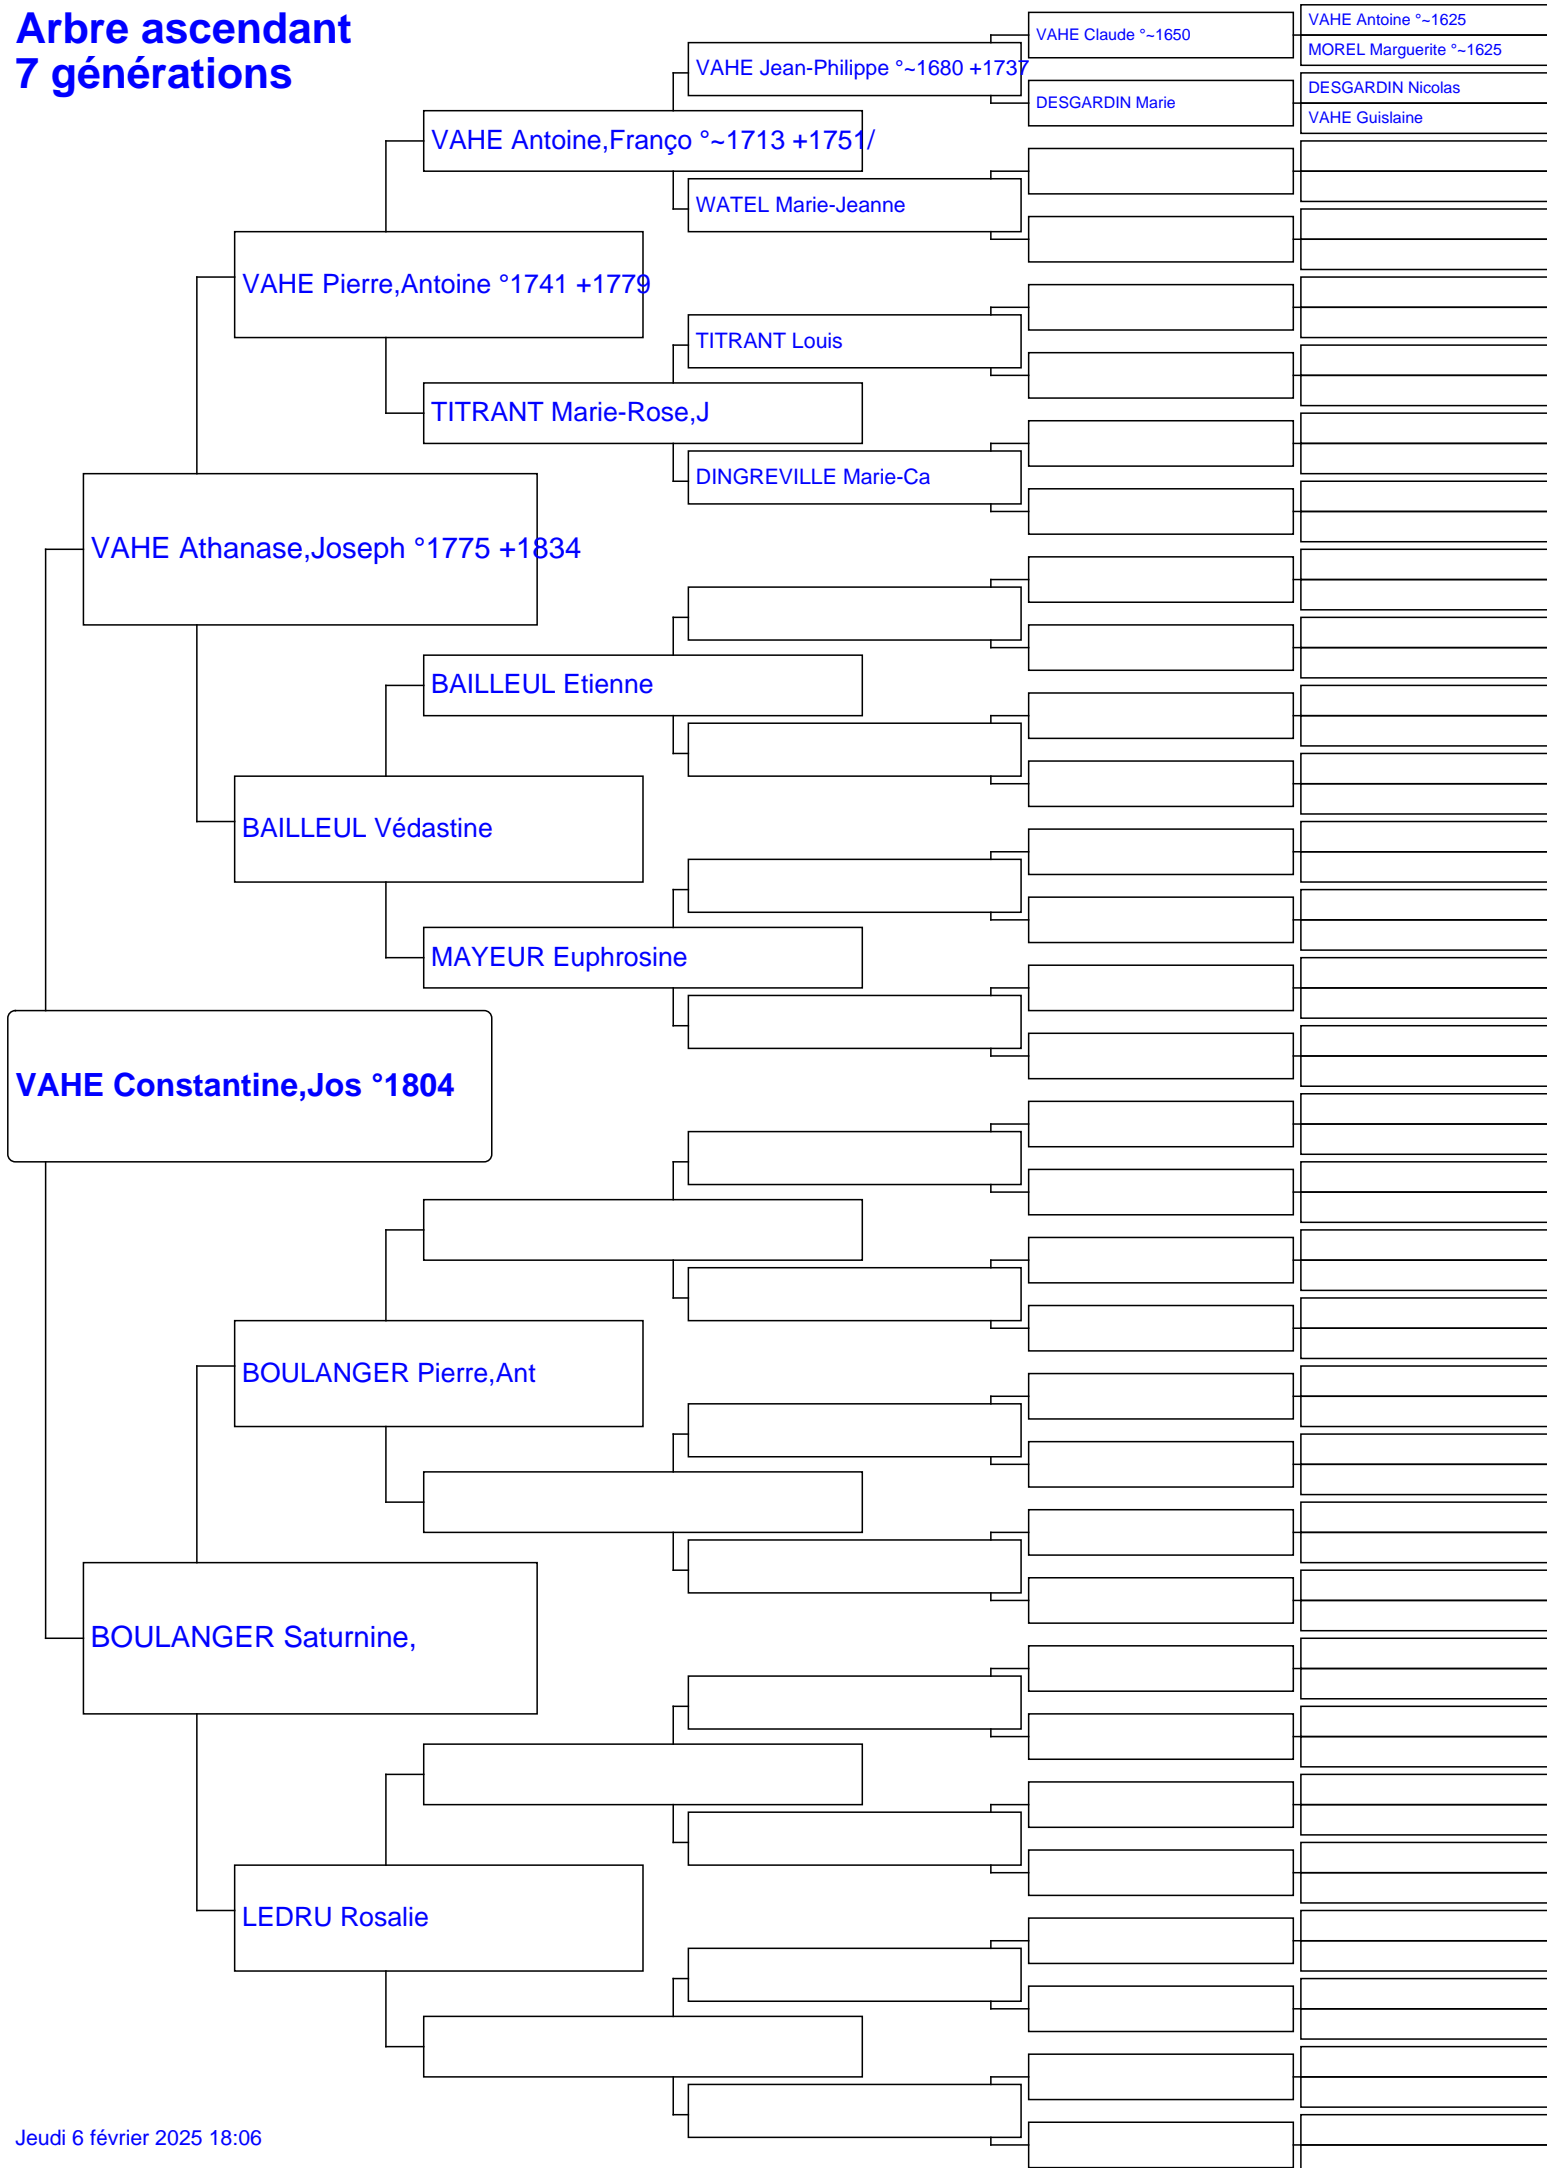 Arbre ascendant
7 générations
VAHE Claude °~1650
VAHE Antoine °~1625
MOREL Marguerite °~1625
VAHE Jean-Philippe °~1680 +1737
DESGARDIN Marie
DESGARDIN Nicolas
VAHE Guislaine
VAHE Antoine,Franço °~1713 +1751/
WATEL Marie-Jeanne
VAHE Pierre,Antoine °1741 +1779
TITRANT Louis
TITRANT Marie-Rose,J
DINGREVILLE Marie-Ca
VAHE Athanase,Joseph °1775 +1834
BAILLEUL Etienne
BAILLEUL Védastine
MAYEUR Euphrosine
VAHE Constantine,Jos °1804
BOULANGER Pierre,Ant
BOULANGER Saturnine,
LEDRU Rosalie
Jeudi 6 février 2025 18:06